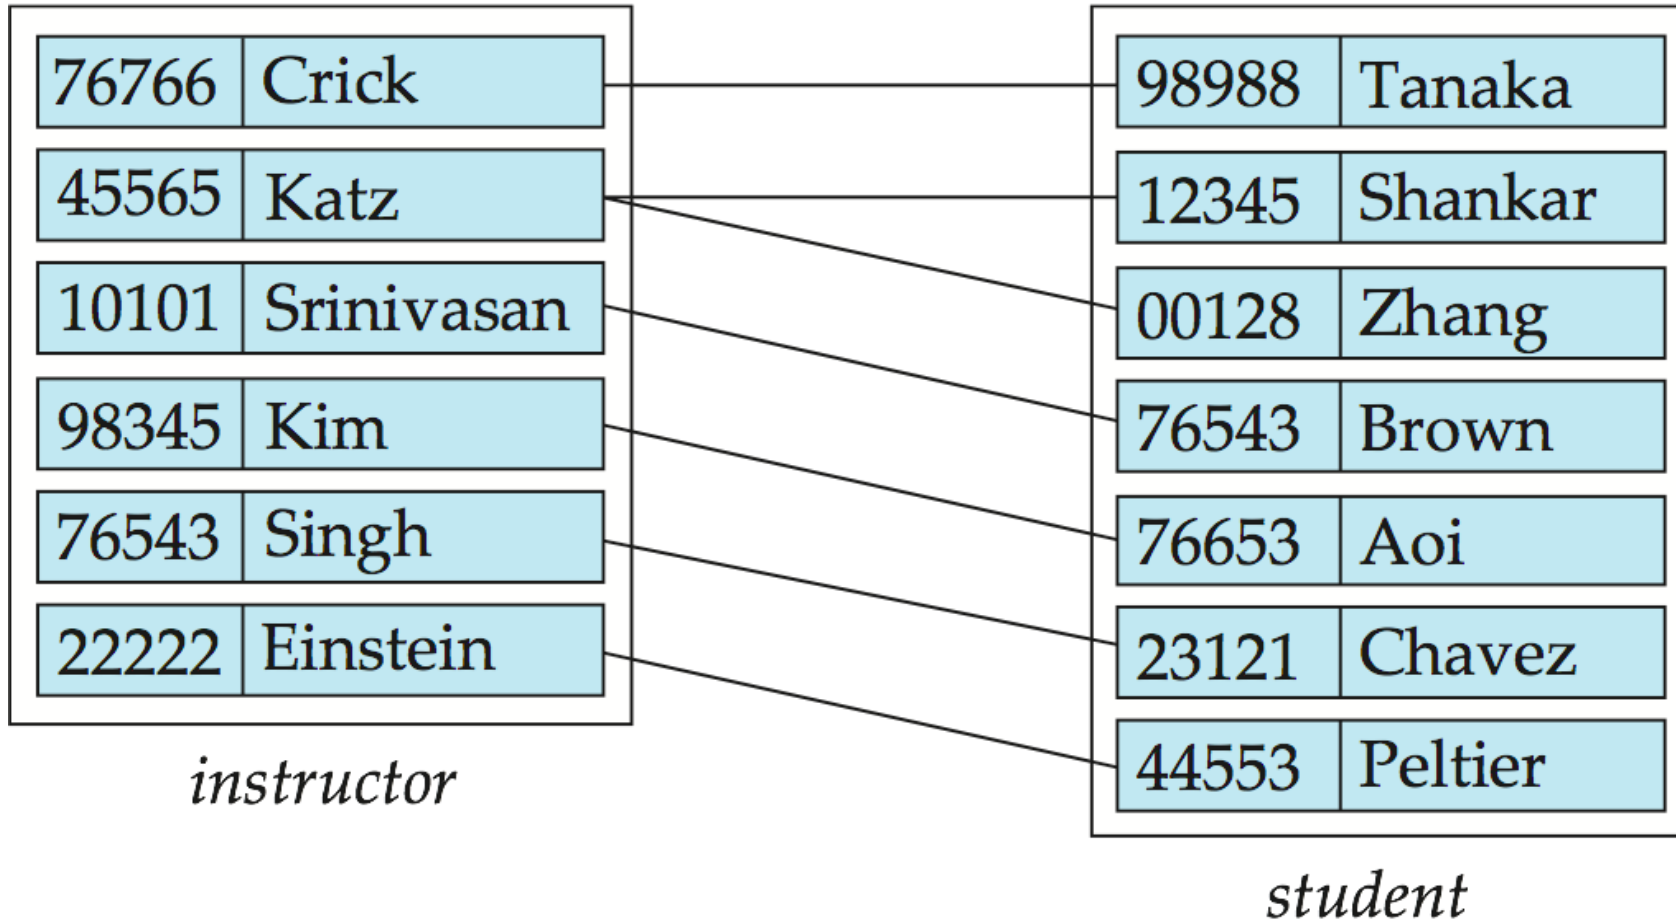 76766 Crick
45565 Katz
10101 Srinivasan
98345 Kim
76543 Singh
22222 Einstein
instructor
98988 Tanaka
12345 Shankar
00128 Zhang
76543 Brown
76653 Aoi
23121 Chavez
44553 Peltier
student